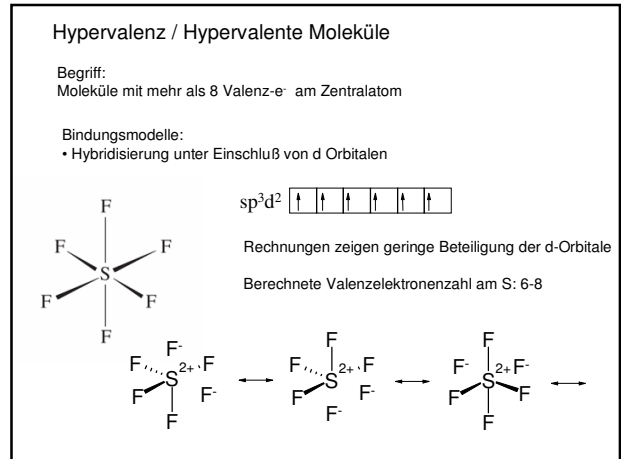 Hypervalenz / Hypervalente Moleküle
Begriff:
Moleküle mit mehr als 8 Valenz-e⁻ am Zentralatom
Bindungsmodelle:
• Hybridisierung unter Einschluß von d Orbitalen
sp³d²
Rechnungen zeigen geringe Beteiligung der d-Orbitale
Berechnete Valenzelektronenzahl am S: 6-8
F
F F
S
F F
F
F⁻
F F
S²⁺
F F⁻
F
F
F F
S²⁺
F F⁻
F⁻
F
F⁻ F⁻
S²⁺
F F
F